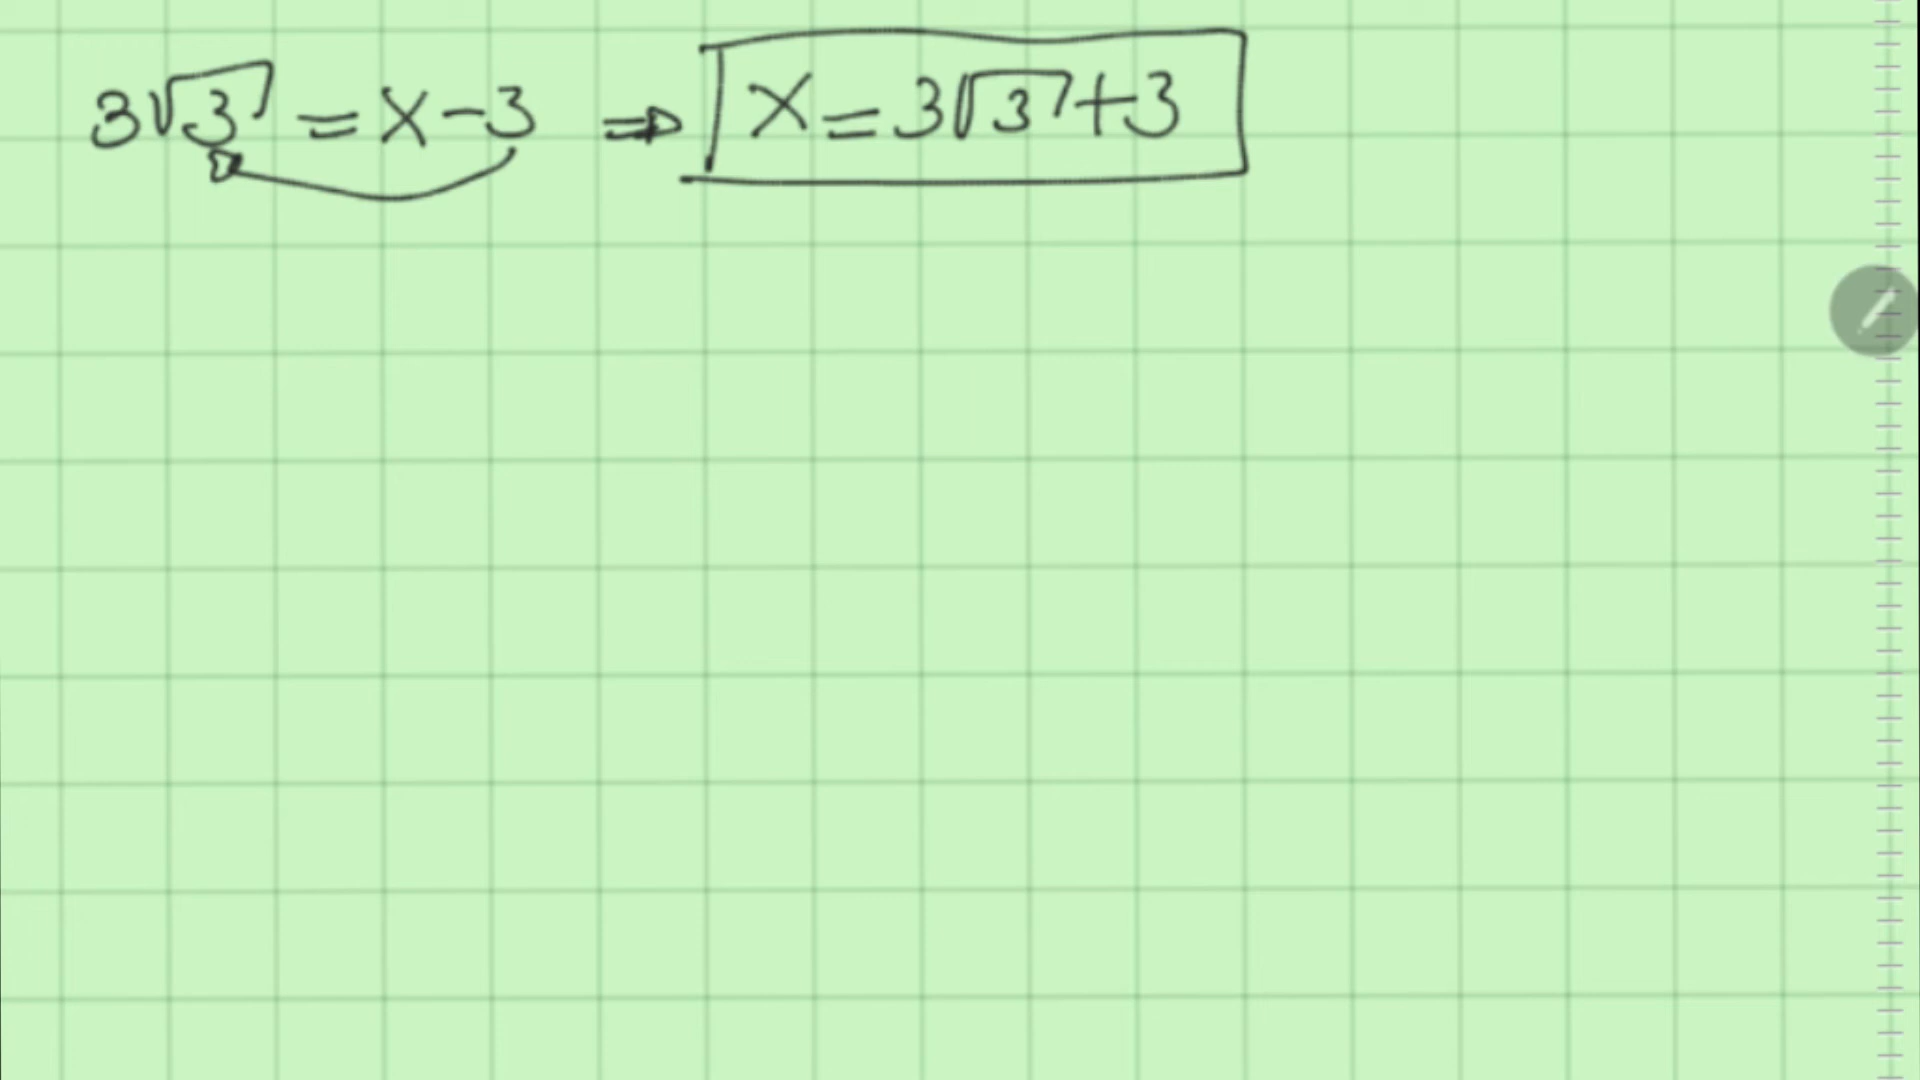 3√3 = x - 3 ⇒ x = 3√3 + 3